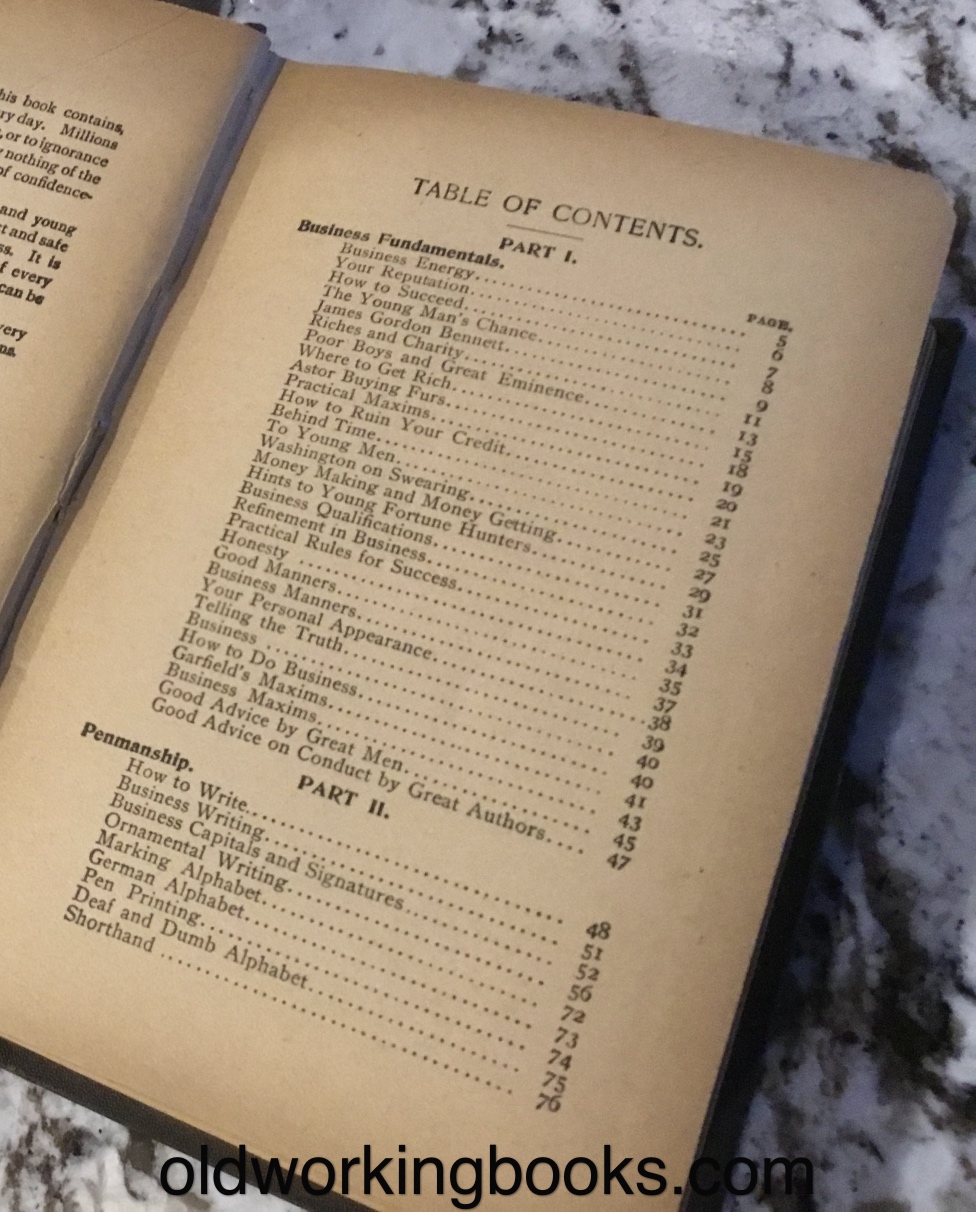 his book contains,
ry day. Millions
, or to ignorance
nothing of the
of confidence-
and young
t and safe
ss. It is
f every
can be
very
ns.
TABLE OF CONTENTS.
PART I.
Business Fundamentals.
PAGE.
Business Energy 5
Your Reputation 6
How to Succeed 7
The Young Man's Chance 8
James Gordon Bennett 9
Riches and Charity 11
Poor Boys and Great Eminence 13
Where to Get Rich 15
Astor Buying Furs 18
Practical Maxims 19
How to Ruin Your Credit 20
Behind Time 21
To Young Men 23
Washington on Swearing 25
Money Making and Money Getting 27
Hints to Young Fortune Hunters 29
Business Qualifications 31
Refinement in Business 32
Practical Rules for Success 33
Honesty 34
Good Manners 35
Business Manners 37
Your Personal Appearance 38
Telling the Truth 39
Business 40
How to Do Business 40
Garfield's Maxims 41
Business Maxims 43
Good Advice by Great Men 45
Good Advice on Conduct by Great Authors 47
PART II.
Penmanship.
How to Write 48
Business Writing 51
Business Capitals and Signatures 52
Ornamental Writing 56
Marking Alphabet 72
German Alphabet 73
Pen Printing 74
Deaf and Dumb Alphabet 75
Shorthand 76
oldworkingbooks.com